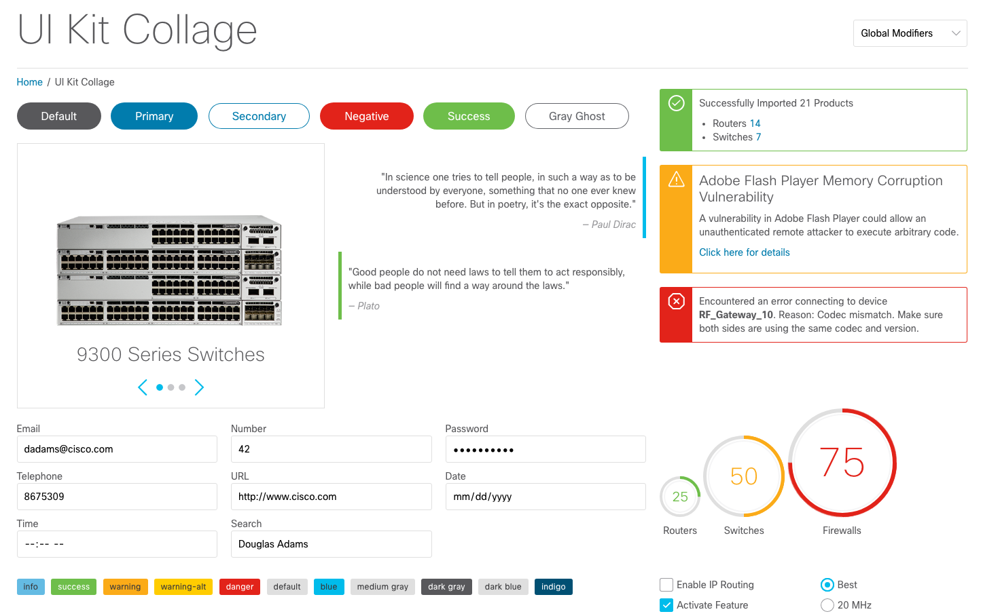 UI Kit Collage
Global Modifiers
Home / UI Kit Collage
Default
Primary
Secondary
Negative
Success
Gray Ghost
9300 Series Switches
"In science one tries to tell people, in such a way as to be
understood by everyone, something that no one ever knew
before. But in poetry, it's the exact opposite."
– Paul Dirac
"Good people do not need laws to tell them to act responsibly,
while bad people will find a way around the laws."
– Plato
Successfully Imported 21 Products
• Routers 14
• Switches 7
Adobe Flash Player Memory Corruption
Vulnerability
A vulnerability in Adobe Flash Player could allow an
unauthenticated remote attacker to execute arbitrary code.
Click here for details
Encountered an error connecting to device
RF_Gateway_10. Reason: Codec mismatch. Make sure
both sides are using the same codec and version.
Email
dadams@cisco.com
Number
42
Password
••••••••••
Telephone
8675309
URL
http://www.cisco.com
Date
mm/dd/yyyy
Time
--:-- --
Search
Douglas Adams
25
Routers
50
Switches
75
Firewalls
info
success
warning
warning-alt
danger
default
blue
medium gray
dark gray
dark blue
indigo
Enable IP Routing
Activate Feature
Best
20 MHz